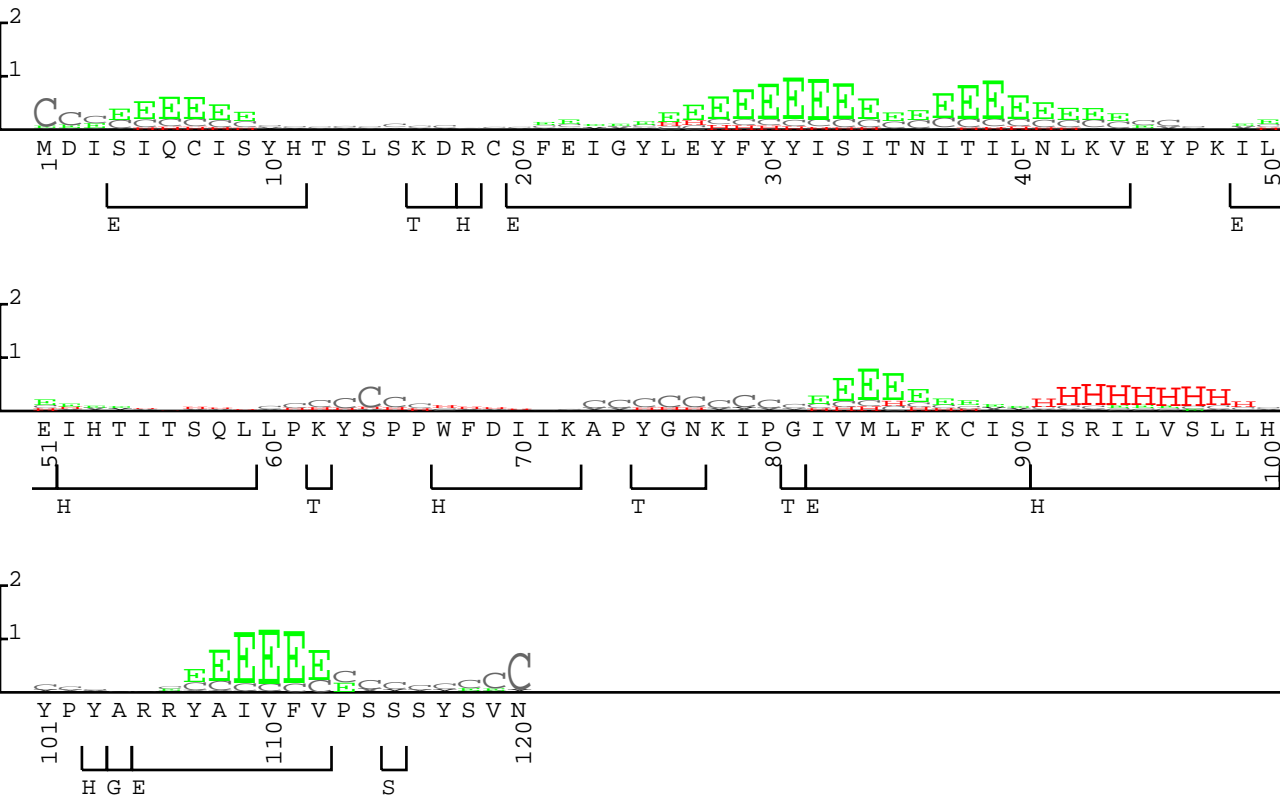 2
1
C C C E E E E E E E E E E E E E E E E E E E E E E E E
M D I S I Q C I S Y H T S L S K D R C S F E I G Y L E Y F Y Y I S I T N I T I L N L K V E Y P K I L
1 10 20 30 40 50
E T H E E
2
1
C C C C C C C C C C C C E E E E E E H H H H H H H H
E I H T I T S Q L L P K Y S P P W F D I I K A P Y G N K I P G I V M L F K C I S I S R I L V S L L H
51 60 70 80 90 100
H T H T T E H
2
1
E E E E E E C C C C C C C
Y P Y A R R Y A I V F V P S S S Y S V N
101 110 120
H G E S